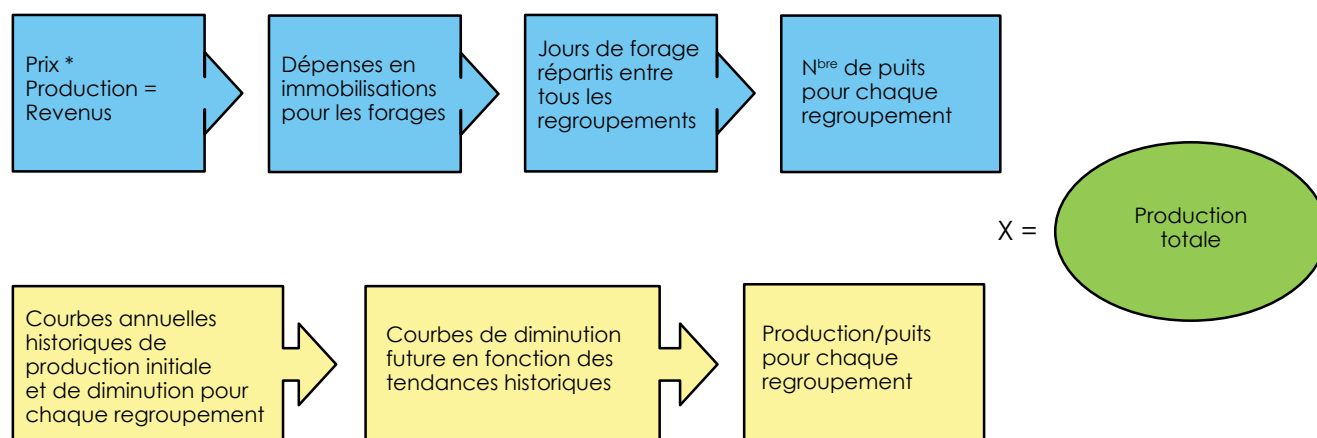 Prix *
Production =
Revenus
Dépenses en
immobilisations
pour les forages
Jours de forage
répartis entre
tous les
regroupements
Nbre de puits
pour chaque
regroupement
X =
Production
totale
Courbes annuelles
historiques de
production initiale
et de diminution pour
chaque regroupement
Courbes de diminution
future en fonction des
tendances historiques
Production/puits
pour chaque
regroupement